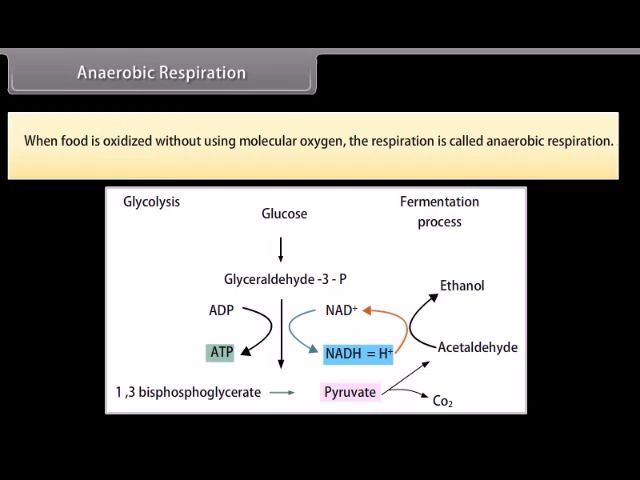 Anaerobic Respiration
When food is oxidized without using molecular oxygen, the respiration is called anaerobic respiration.
Glycolysis
Glucose
Fermentation
process
Glyceraldehyde -3 - P
Ethanol
ADP
NAD⁺
ATP
NADH = H⁺
Acetaldehyde
1,3 bisphosphoglycerate
Pyruvate
Co₂